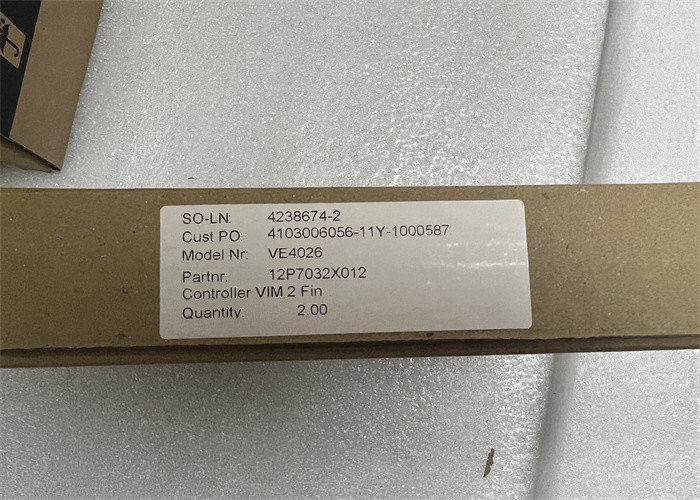 SO-LN: 4238674-2
Cust PO: 4103006056-11Y-1000587
Model Nr: VE4026
Partnr: 12P7032X012
Controller VIM 2 Fin
Quantity: 2.00